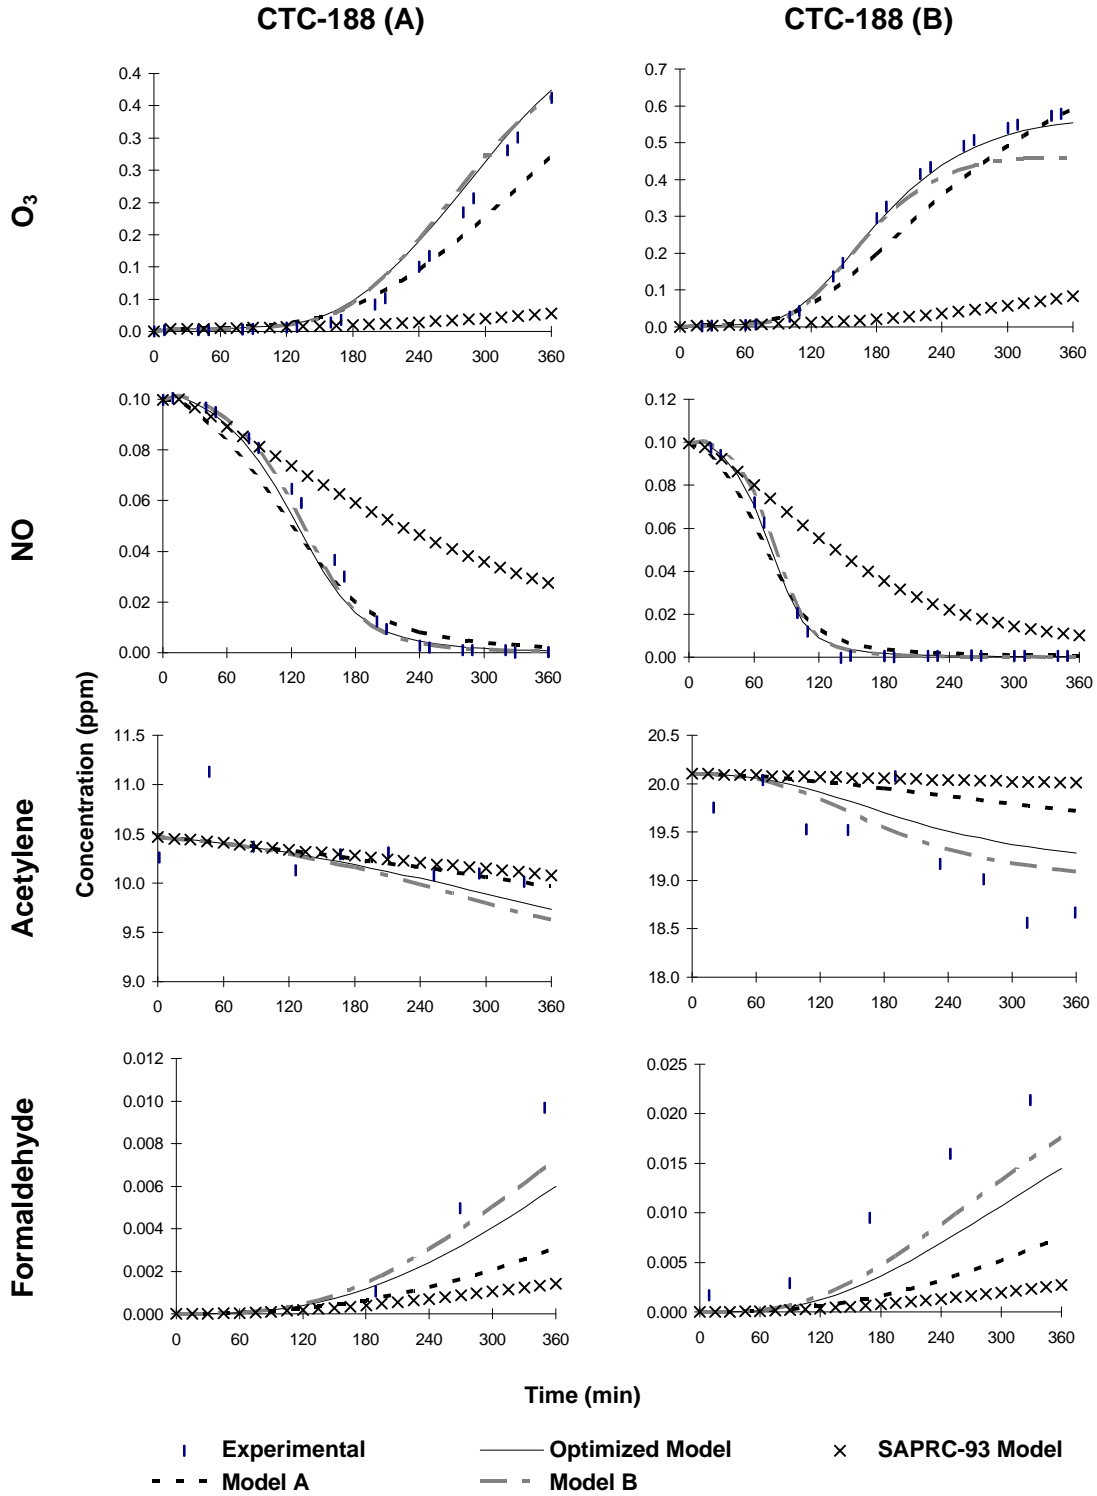 CTC-188 (A)
CTC-188 (B)
O3
0.4
0.4
0.3
0.3
0.2
0.2
0.1
0.1
0.0
0 60 120 180 240 300 360
0.7
0.6
0.5
0.4
0.3
0.2
0.1
0.0
0 60 120 180 240 300 360
NO
0.10
0.08
0.06
0.04
0.02
0.00
0 60 120 180 240 300 360
0.12
0.10
0.08
0.06
0.04
0.02
0.00
0 60 120 180 240 300 360
Concentration (ppm)
Acetylene
11.5
11.0
10.5
10.0
9.5
9.0
0 60 120 180 240 300 360
20.5
20.0
19.5
19.0
18.5
18.0
0 60 120 180 240 300 360
Formaldehyde
0.012
0.010
0.008
0.006
0.004
0.002
0.000
0 60 120 180 240 300 360
0.025
0.020
0.015
0.010
0.005
0.000
0 60 120 180 240 300 360
Time (min)
Experimental
Optimized Model
SAPRC-93 Model
Model A
Model B